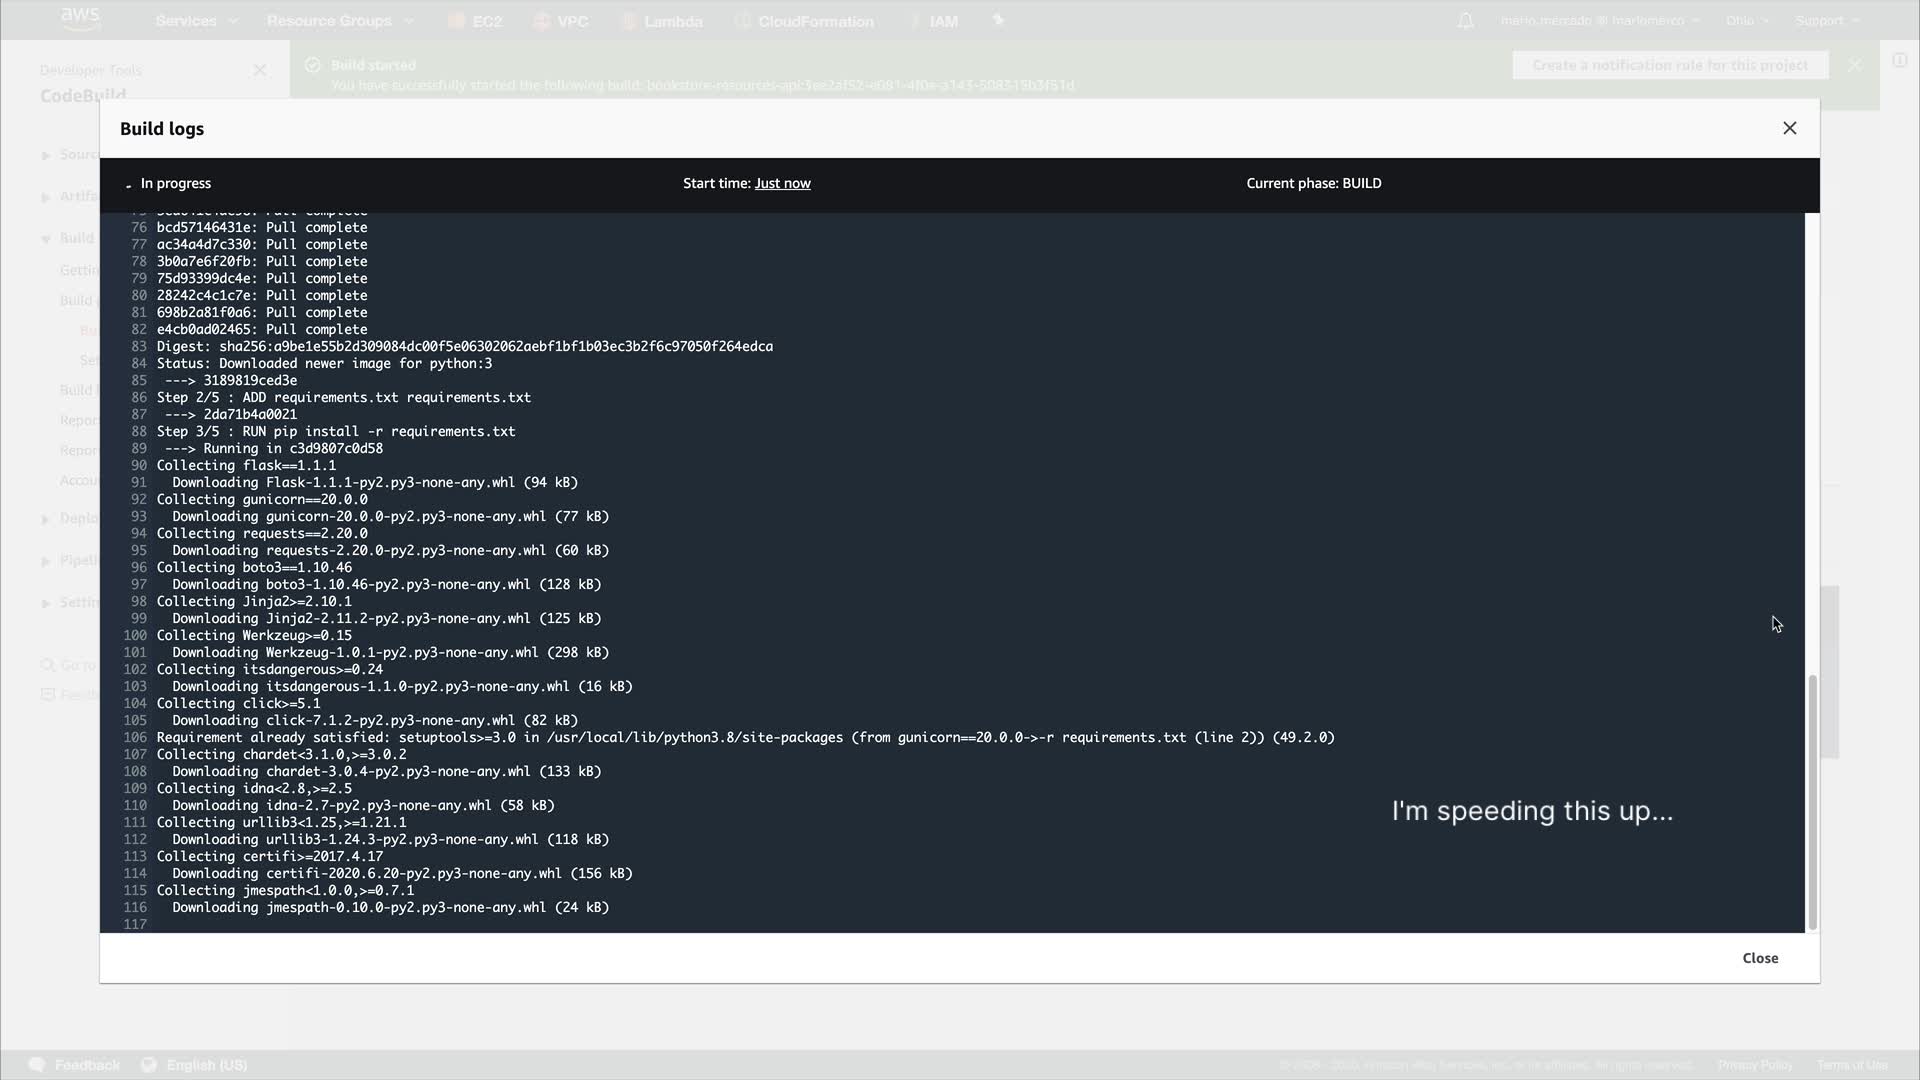 aws Services Resource Groups EC2 VPC Lambda CloudFormation IAM mario.mercado @ mariomerco Ohio Support
Developer Tools
CodeBuild
Build started
You have successfully started the following build: bookstore-resources-api:
Create a notification rule for this project
Build logs
In progress
Start time: Just now
Current phase: BUILD
76 bcd57146431e: Pull complete
77 ac34a4d7c330: Pull complete
78 3b0a7e6f20fb: Pull complete
79 75d93399dc4e: Pull complete
80 28242c4c1c7e: Pull complete
81 698b2a81f0a6: Pull complete
82 e4cb0ad02465: Pull complete
83 Digest: sha256:a9be1e55b2d309084dc00f5e06302062aebf1bf1b03ec3b2f6c97050f264edca
84 Status: Downloaded newer image for python:3
85 ---> 3189819ced3e
86 Step 2/5 : ADD requirements.txt requirements.txt
87 ---> 2da71b4a0021
88 Step 3/5 : RUN pip install -r requirements.txt
89 ---> Running in c3d9807c0d58
90 Collecting flask==1.1.1
91 Downloading Flask-1.1.1-py2.py3-none-any.whl (94 kB)
92 Collecting gunicorn==20.0.0
93 Downloading gunicorn-20.0.0-py2.py3-none-any.whl (77 kB)
94 Collecting requests==2.20.0
95 Downloading requests-2.20.0-py2.py3-none-any.whl (60 kB)
96 Collecting boto3==1.10.46
97 Downloading boto3-1.10.46-py2.py3-none-any.whl (128 kB)
98 Collecting Jinja2>=2.10.1
99 Downloading Jinja2-2.11.2-py2.py3-none-any.whl (125 kB)
100 Collecting Werkzeug>=0.15
101 Downloading Werkzeug-1.0.1-py2.py3-none-any.whl (298 kB)
102 Collecting itsdangerous>=0.24
103 Downloading itsdangerous-1.1.0-py2.py3-none-any.whl (16 kB)
104 Collecting click>=5.1
105 Downloading click-7.1.2-py2.py3-none-any.whl (82 kB)
106 Requirement already satisfied: setuptools>=3.0 in /usr/local/lib/python3.8/site-packages (from gunicorn==20.0.0->-r requirements.txt (line 2)) (49.2.0)
107 Collecting chardet<3.1.0,>=3.0.2
108 Downloading chardet-3.0.4-py2.py3-none-any.whl (133 kB)
109 Collecting idna<2.8,>=2.5
110 Downloading idna-2.7-py2.py3-none-any.whl (58 kB)
111 Collecting urllib3<1.25,>=1.21.1
112 Downloading urllib3-1.24.3-py2.py3-none-any.whl (118 kB)
113 Collecting certifi>=2017.4.17
114 Downloading certifi-2020.6.20-py2.py3-none-any.whl (156 kB)
115 Collecting jmespath<1.0.0,>=0.7.1
116 Downloading jmespath-0.10.0-py2.py3-none-any.whl (24 kB)
117
I'm speeding this up...
Close
Build
Go to
Feedback English (US)
Privacy Policy Terms of Use